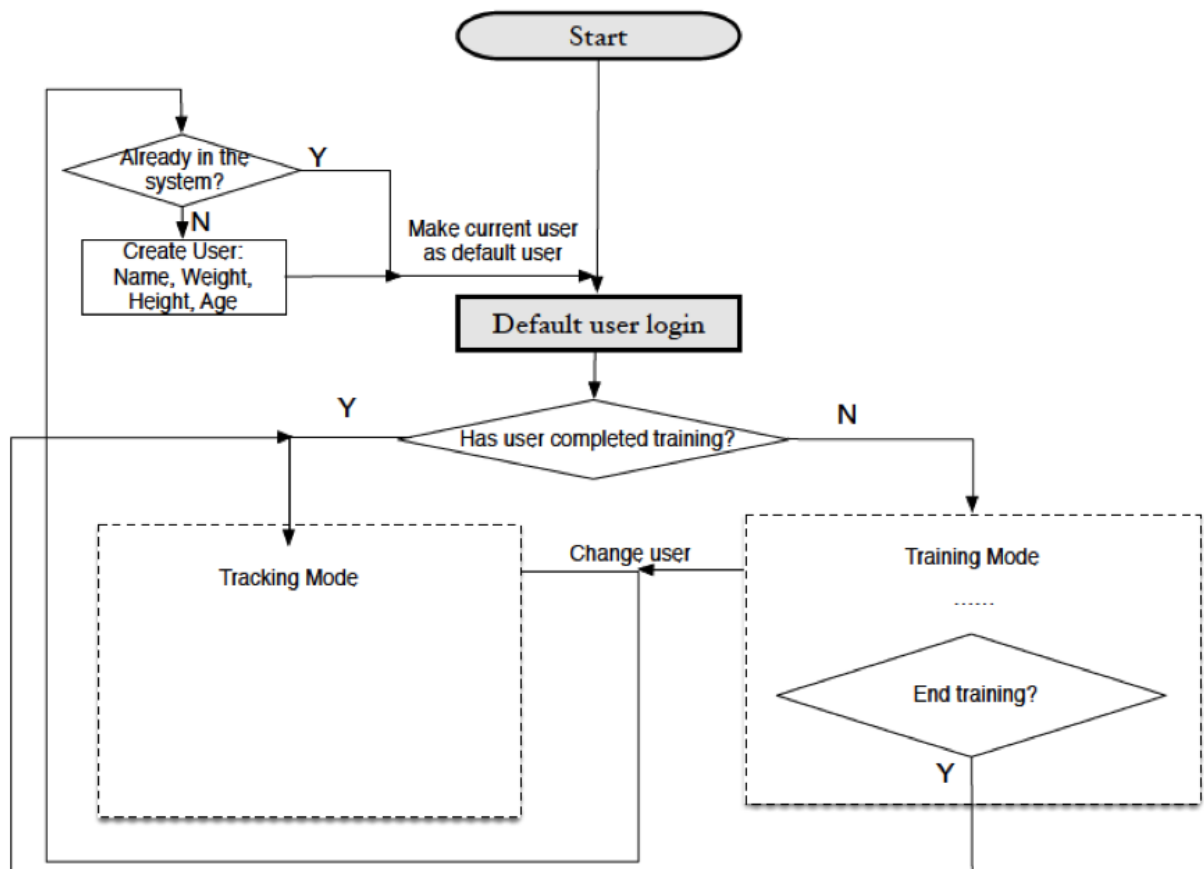 Start
Already in the
system?
Y
N
Create User:
Name, Weight,
Height, Age
Make current user
as default user
Default user login
Y
Has user completed training?
N
Tracking Mode
Change user
Training Mode
......
End training?
Y